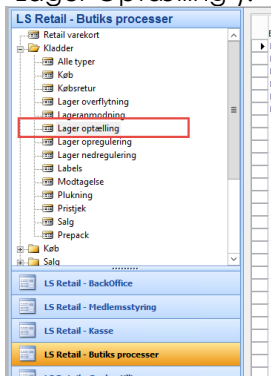 LS Retail - Butiks processer
Retail varekort
Kladder
Alle typer
Køb
Købsretur
Lager overflytning
Lageranmodning
Lager optælling
Lager opregulering
Lager nedregulering
Labels
Modtagelse
Plukning
Pristjek
Salg
Prepack
Køb
Salg
LS Retail - BackOffice
LS Retail - Medlemsstyring
LS Retail - Kasse
LS Retail - Butiks processer